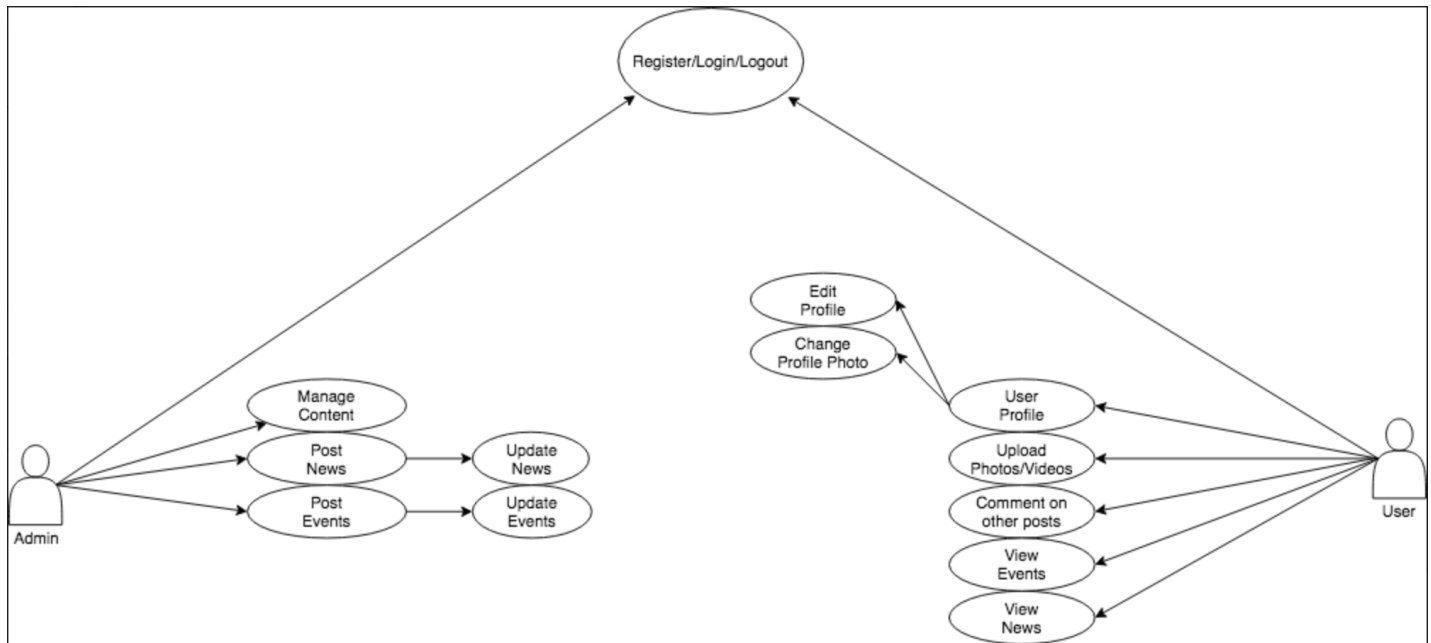 Register/Login/Logout
Edit
Profile
Change
Profile Photo
Manage
Content
Post
News
Post
Events
Update
News
Update
Events
Admin
User
Profile
Upload
Photos/Videos
Comment on
other posts
View
Events
View
News
User